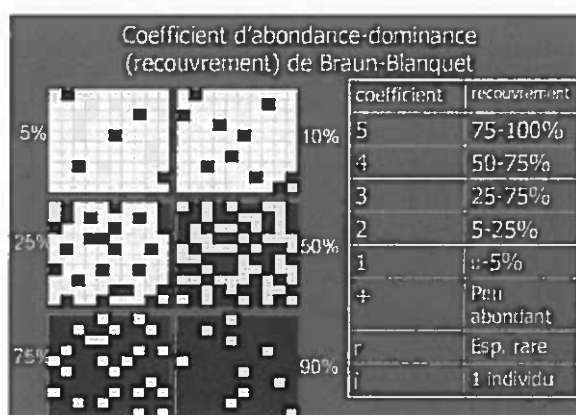 Coefficient d'abondance-dominance
(recouvrement) de Braun-Blanquet
5%
10%
25%
50%
75%
90%
coefficient recouvrement
5 75-100%
4 50-75%
3 25-75%
2 5-25%
1 -5%
+ Peu
abondant
r Esp. rare
i 1 individu